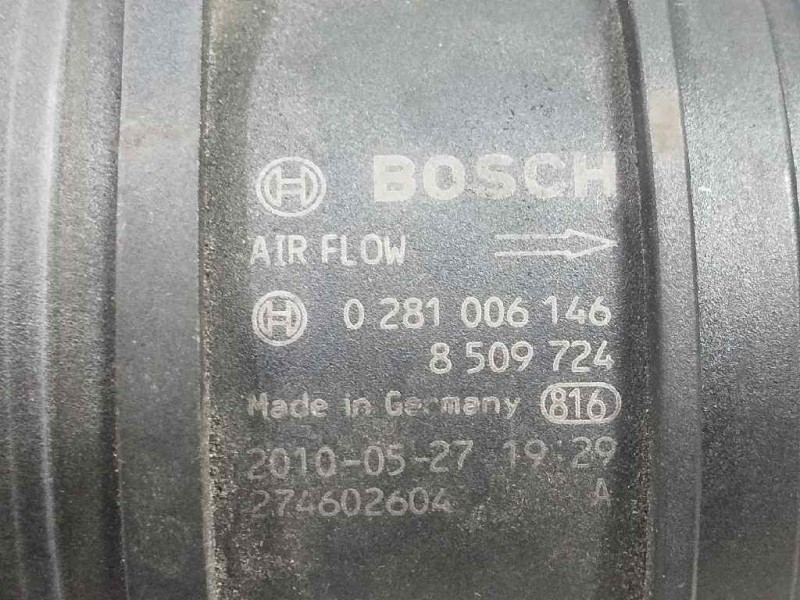 BOSCH
AIR FLOW
0 281 006 146
8 509 724
Made in Germany 816
2010-05-27 19:29
274602604 A